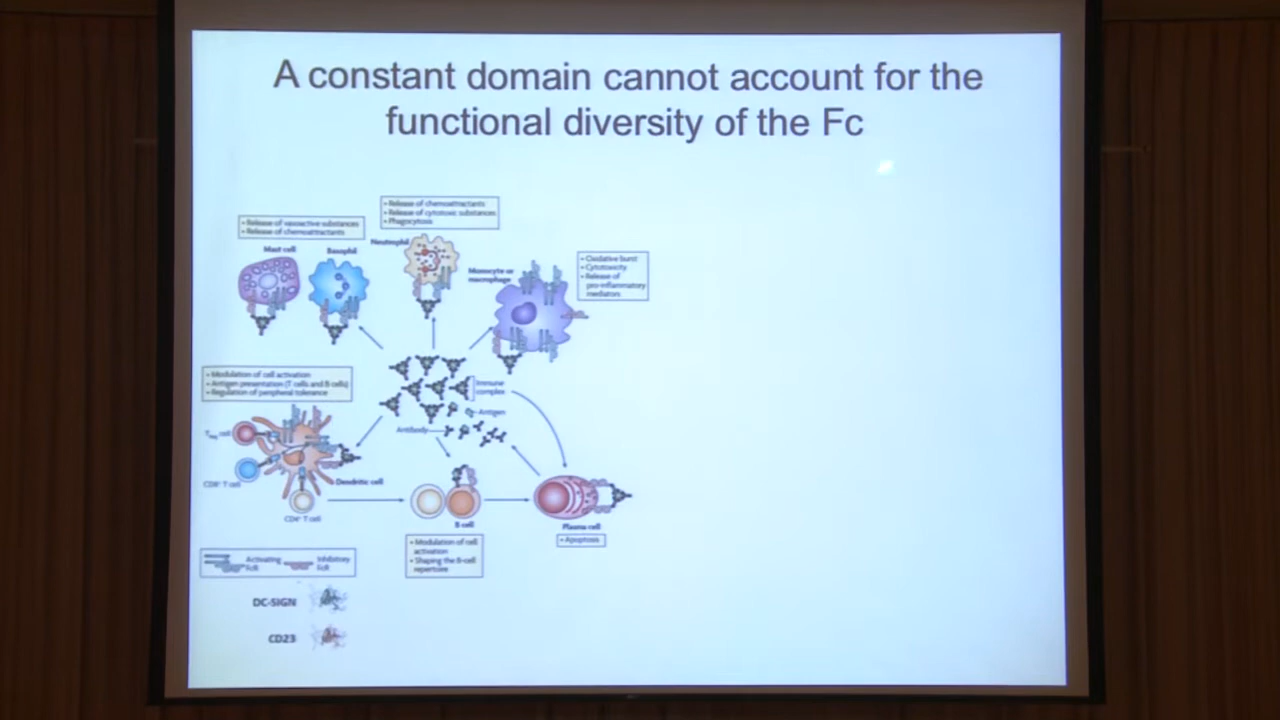 A constant domain cannot account for the
functional diversity of the Fc
• Release of chemoattractants
• Release of cytotoxic substances
• Phagocytosis
• Release of vasoactive substances
• Release of chemoattractants
Mast cell
Basophil
Neutrophil
Monocyte or
macrophage
• Oxidative burst
• Cytotoxicity
• Release of
pro-inflammatory
mediators
• Modulation of cell activation
• Antigen presentation (T cells and B cells)
• Regulation of peripheral tolerance
Immune
complex
Antigen
Antibody
Treg cell
CD8+ T cell
Dendritic cell
CD4+ T cell
B cell
Plasma cell
• Apoptosis
• Modulation of cell
activation
• Shaping the B-cell
repertoire
Activating
FcR
Inhibitory
FcR
DC-SIGN
CD23